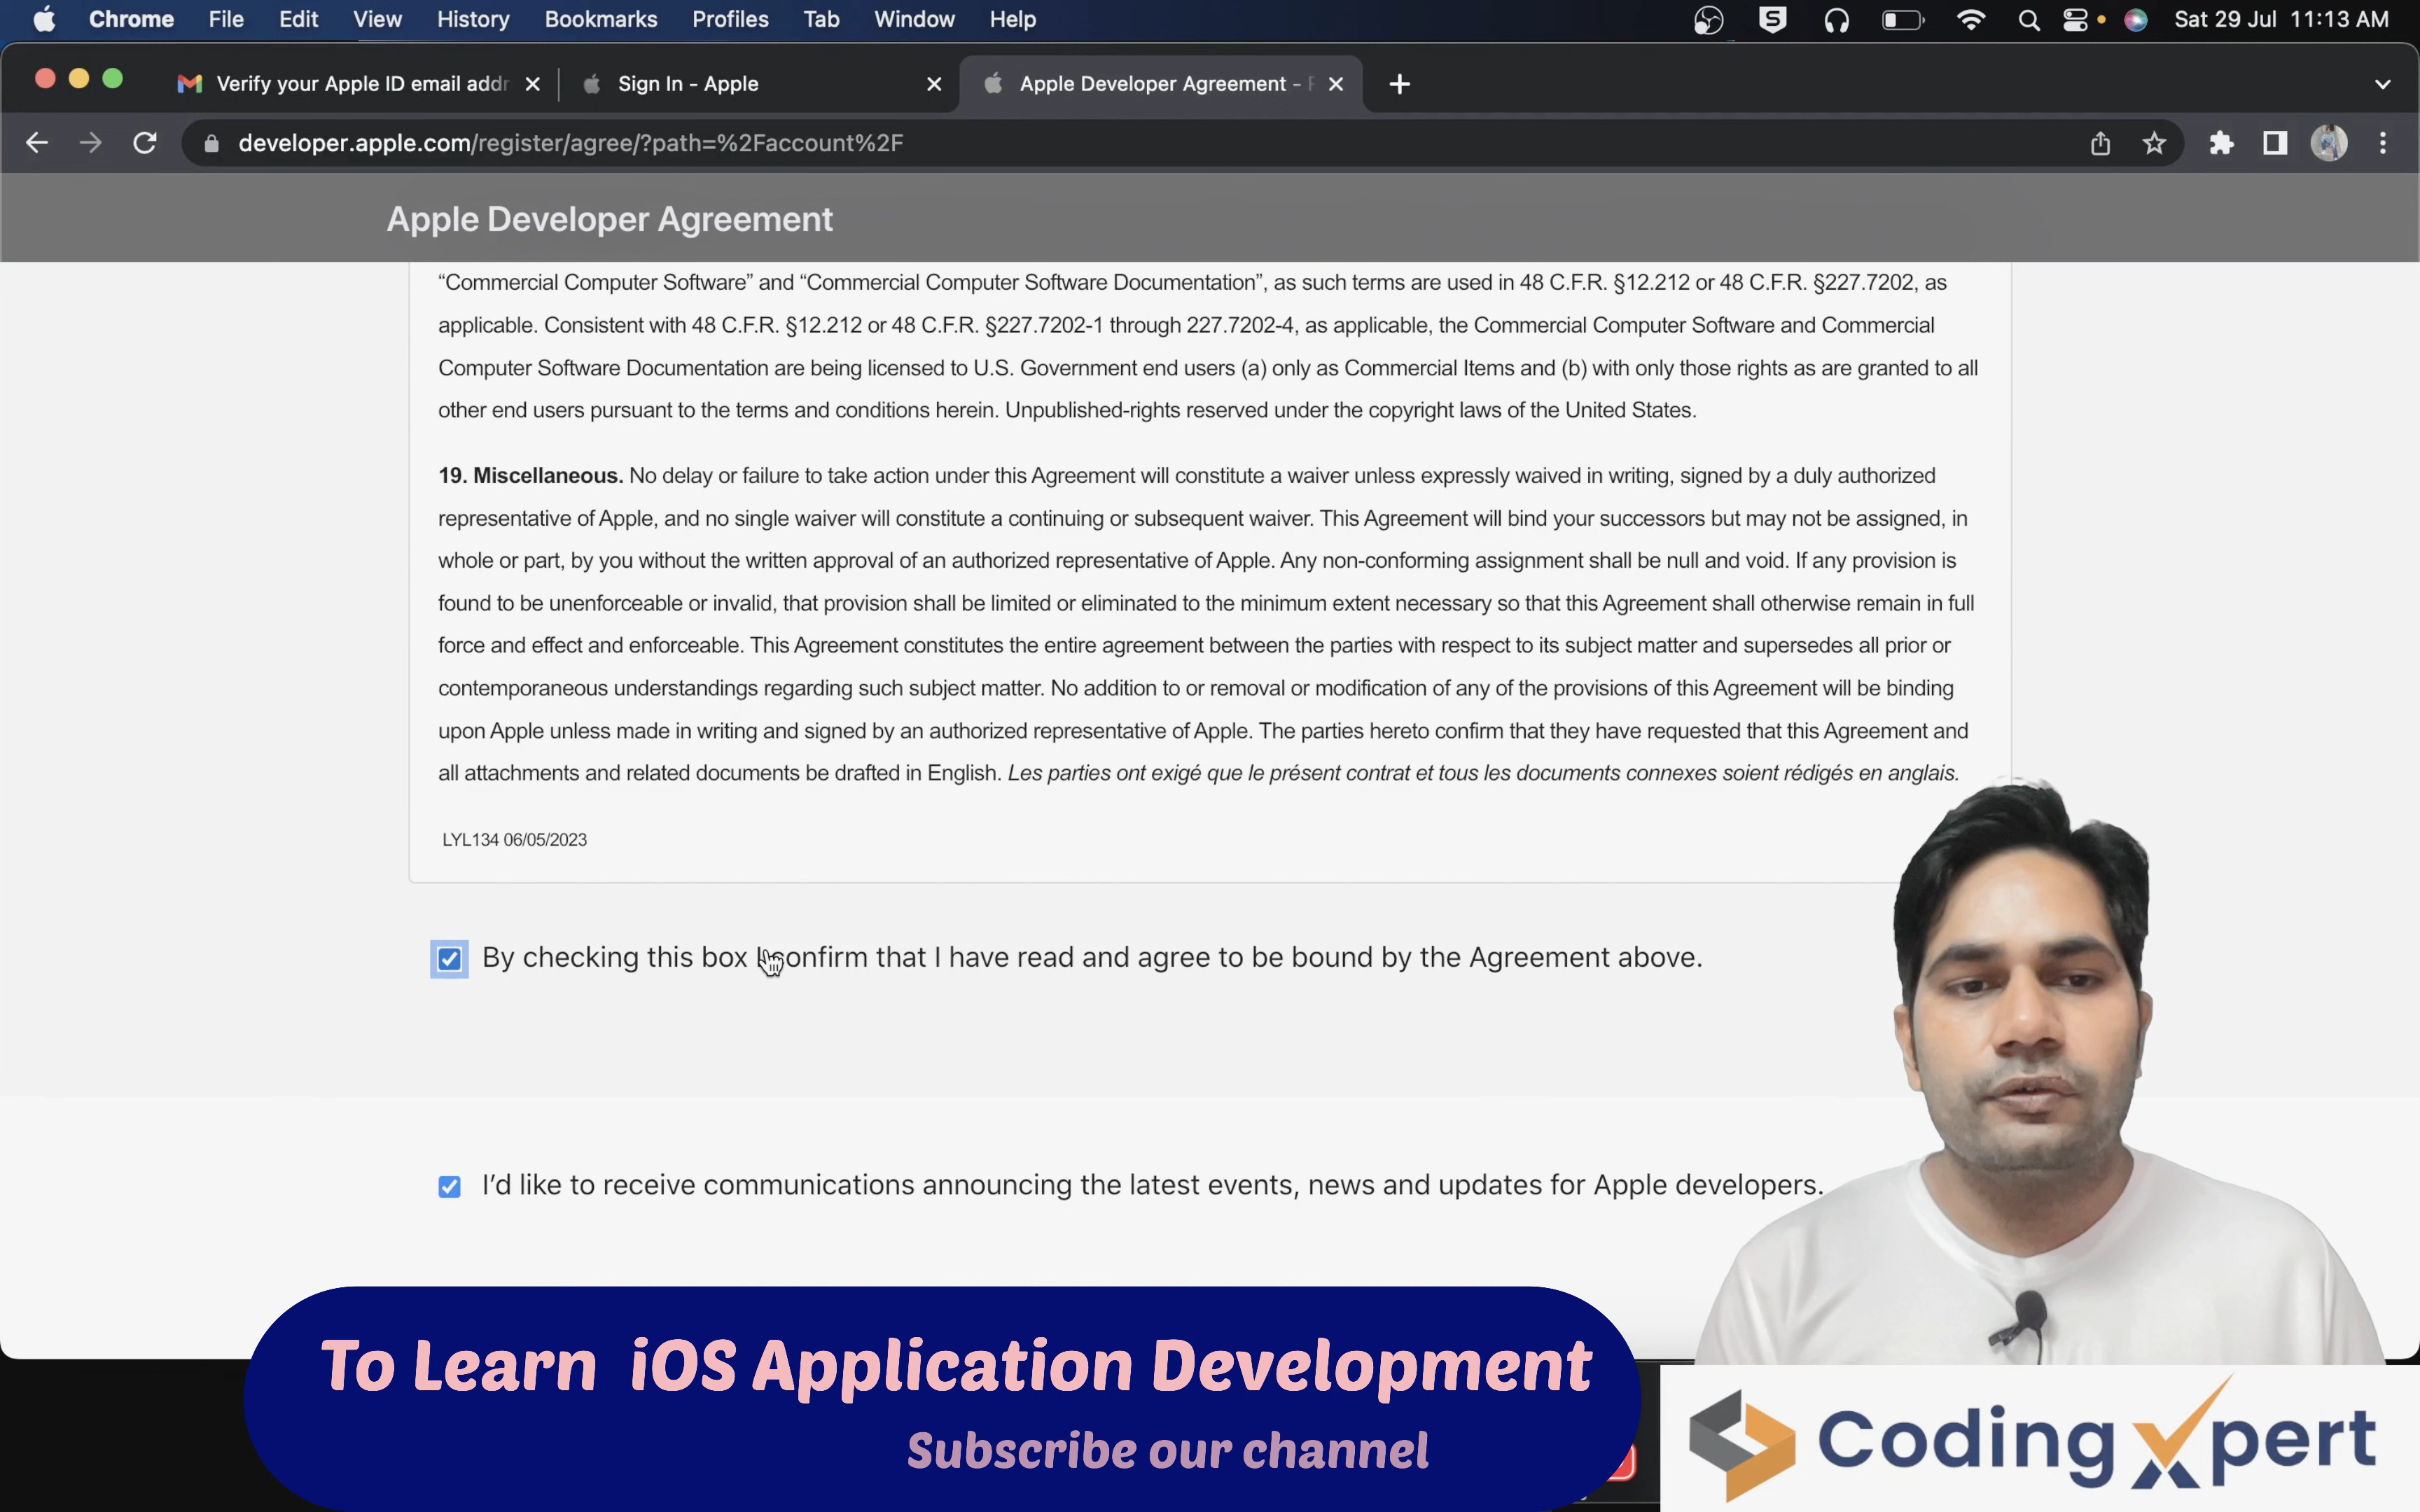 Chrome File Edit View History Bookmarks Profiles Tab Window Help Sat 29 Jul 11:13 AM
Verify your Apple ID email addr Sign In - Apple Apple Developer Agreement -
developer.apple.com/register/agree/?path=%2Faccount%2F
Apple Developer Agreement
“Commercial Computer Software” and “Commercial Computer Software Documentation”, as such terms are used in 48 C.F.R. §12.212 or 48 C.F.R. §227.7202, as
applicable. Consistent with 48 C.F.R. §12.212 or 48 C.F.R. §227.7202-1 through 227.7202-4, as applicable, the Commercial Computer Software and Commercial
Computer Software Documentation are being licensed to U.S. Government end users (a) only as Commercial Items and (b) with only those rights as are granted to all
other end users pursuant to the terms and conditions herein. Unpublished-rights reserved under the copyright laws of the United States.
19. Miscellaneous. No delay or failure to take action under this Agreement will constitute a waiver unless expressly waived in writing, signed by a duly authorized
representative of Apple, and no single waiver will constitute a continuing or subsequent waiver. This Agreement will bind your successors but may not be assigned, in
whole or part, by you without the written approval of an authorized representative of Apple. Any non-conforming assignment shall be null and void. If any provision is
found to be unenforceable or invalid, that provision shall be limited or eliminated to the minimum extent necessary so that this Agreement shall otherwise remain in full
force and effect and enforceable. This Agreement constitutes the entire agreement between the parties with respect to its subject matter and supersedes all prior or
contemporaneous understandings regarding such subject matter. No addition to or removal or modification of any of the provisions of this Agreement will be binding
upon Apple unless made in writing and signed by an authorized representative of Apple. The parties hereto confirm that they have requested that this Agreement and
all attachments and related documents be drafted in English. Les parties ont exigé que le présent contrat et tous les documents connexes soient rédigés en anglais.
LYL134 06/05/2023
By checking this box I confirm that I have read and agree to be bound by the Agreement above.
I’d like to receive communications announcing the latest events, news and updates for Apple developers.
To Learn iOS Application Development
Subscribe our channel
Coding Xpert